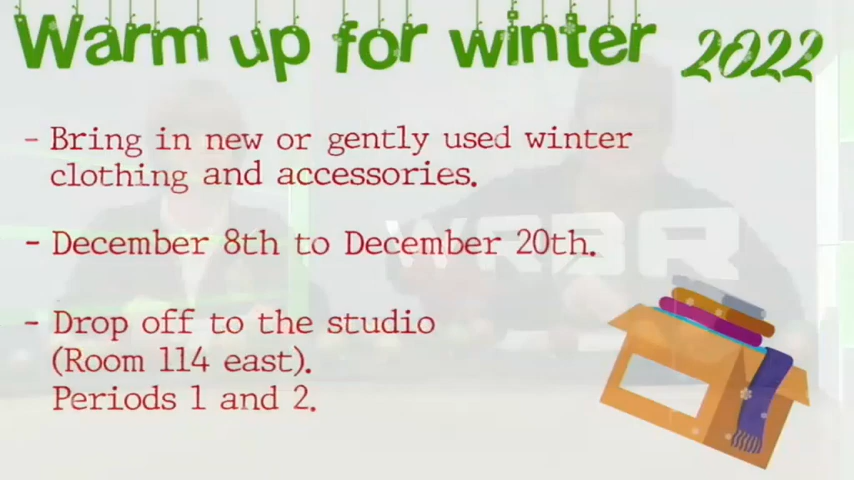 Warm up for winter 2022
- Bring in new or gently used winter
clothing and accessories.
- December 8th to December 20th.
WRBR
- Drop off to the studio
(Room 114 east).
Periods 1 and 2.